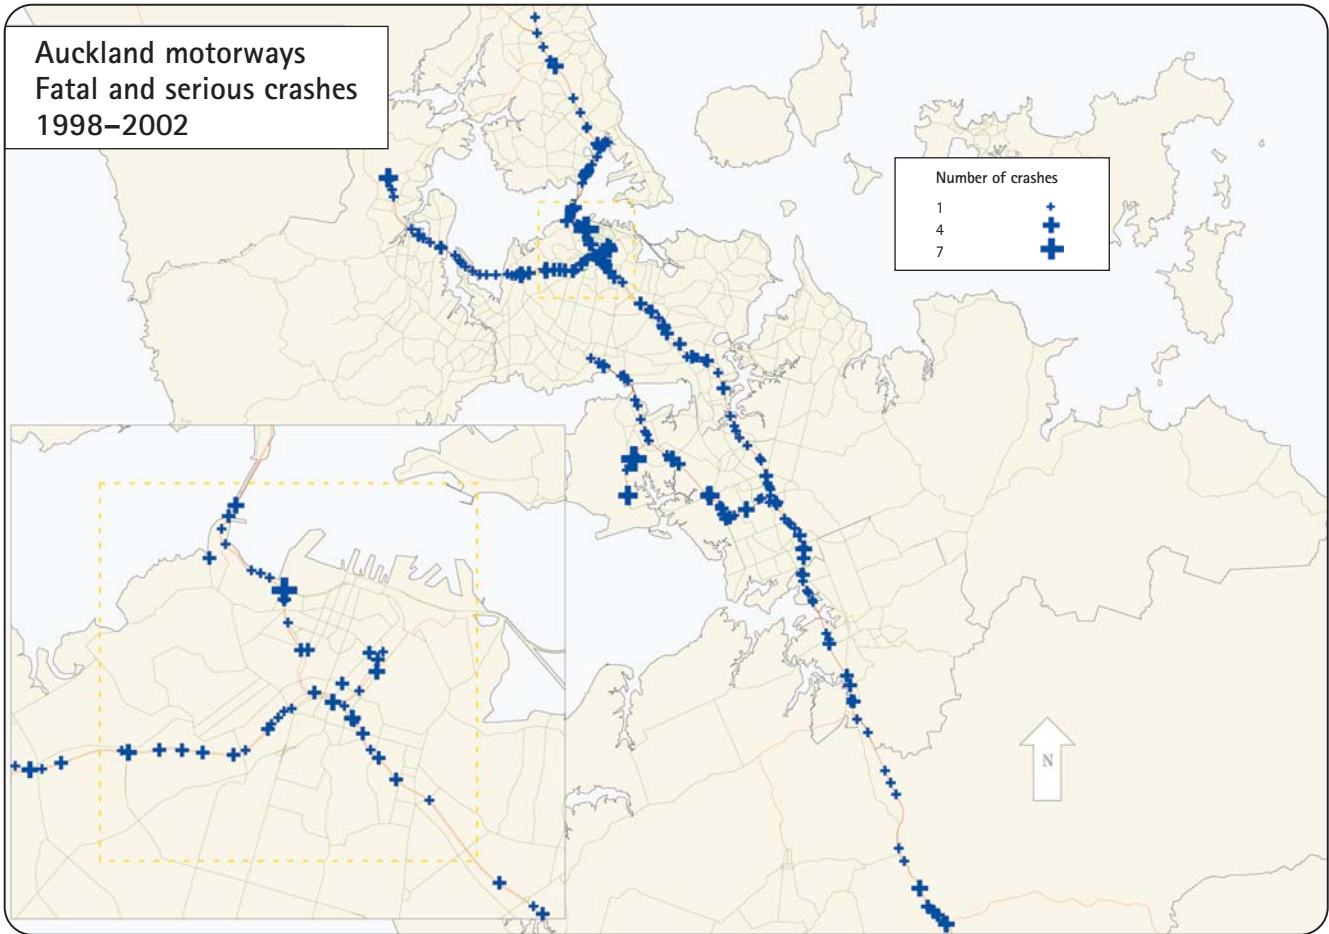 Auckland motorways
Fatal and serious crashes
1998–2002
Number of crashes
1
4
7
N